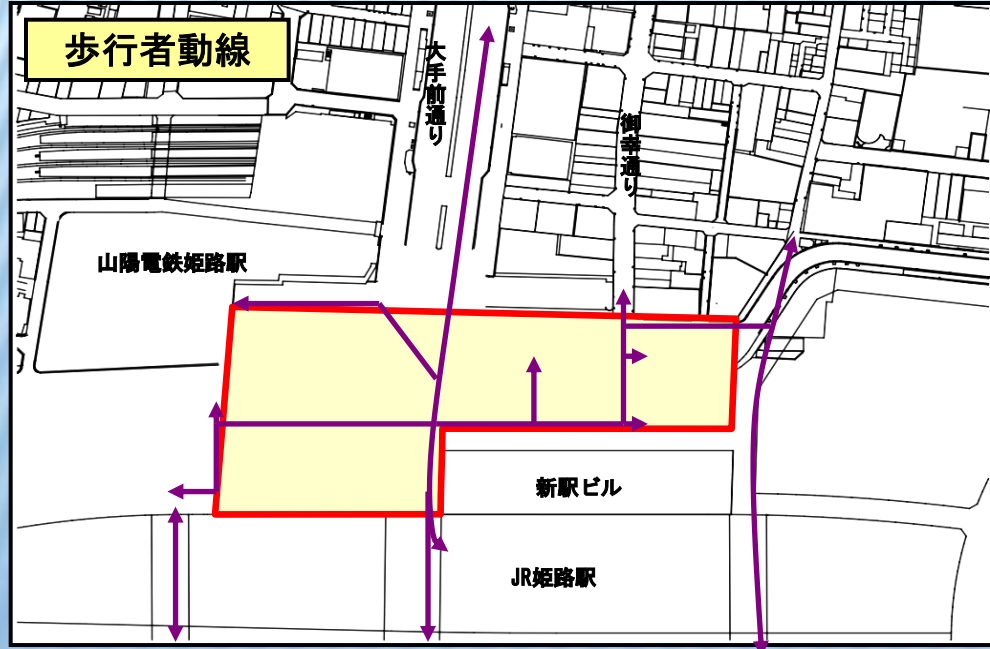 歩行者動線
大手前通り
御幸通り
山陽電鉄姫路駅
新駅ビル
JR姫路駅